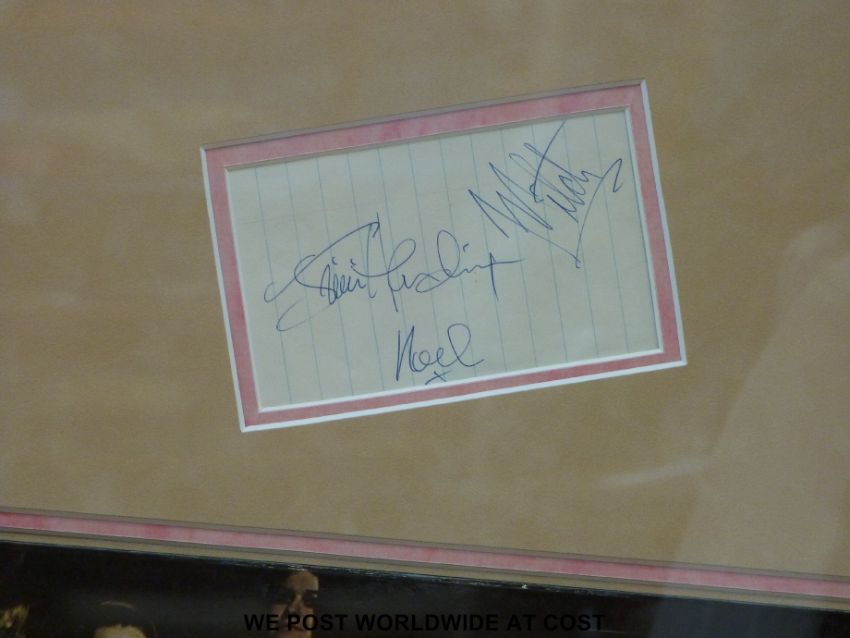 Mitch
Jimi Hendrix
Noel
x
WE POST WORLDWIDE AT COST